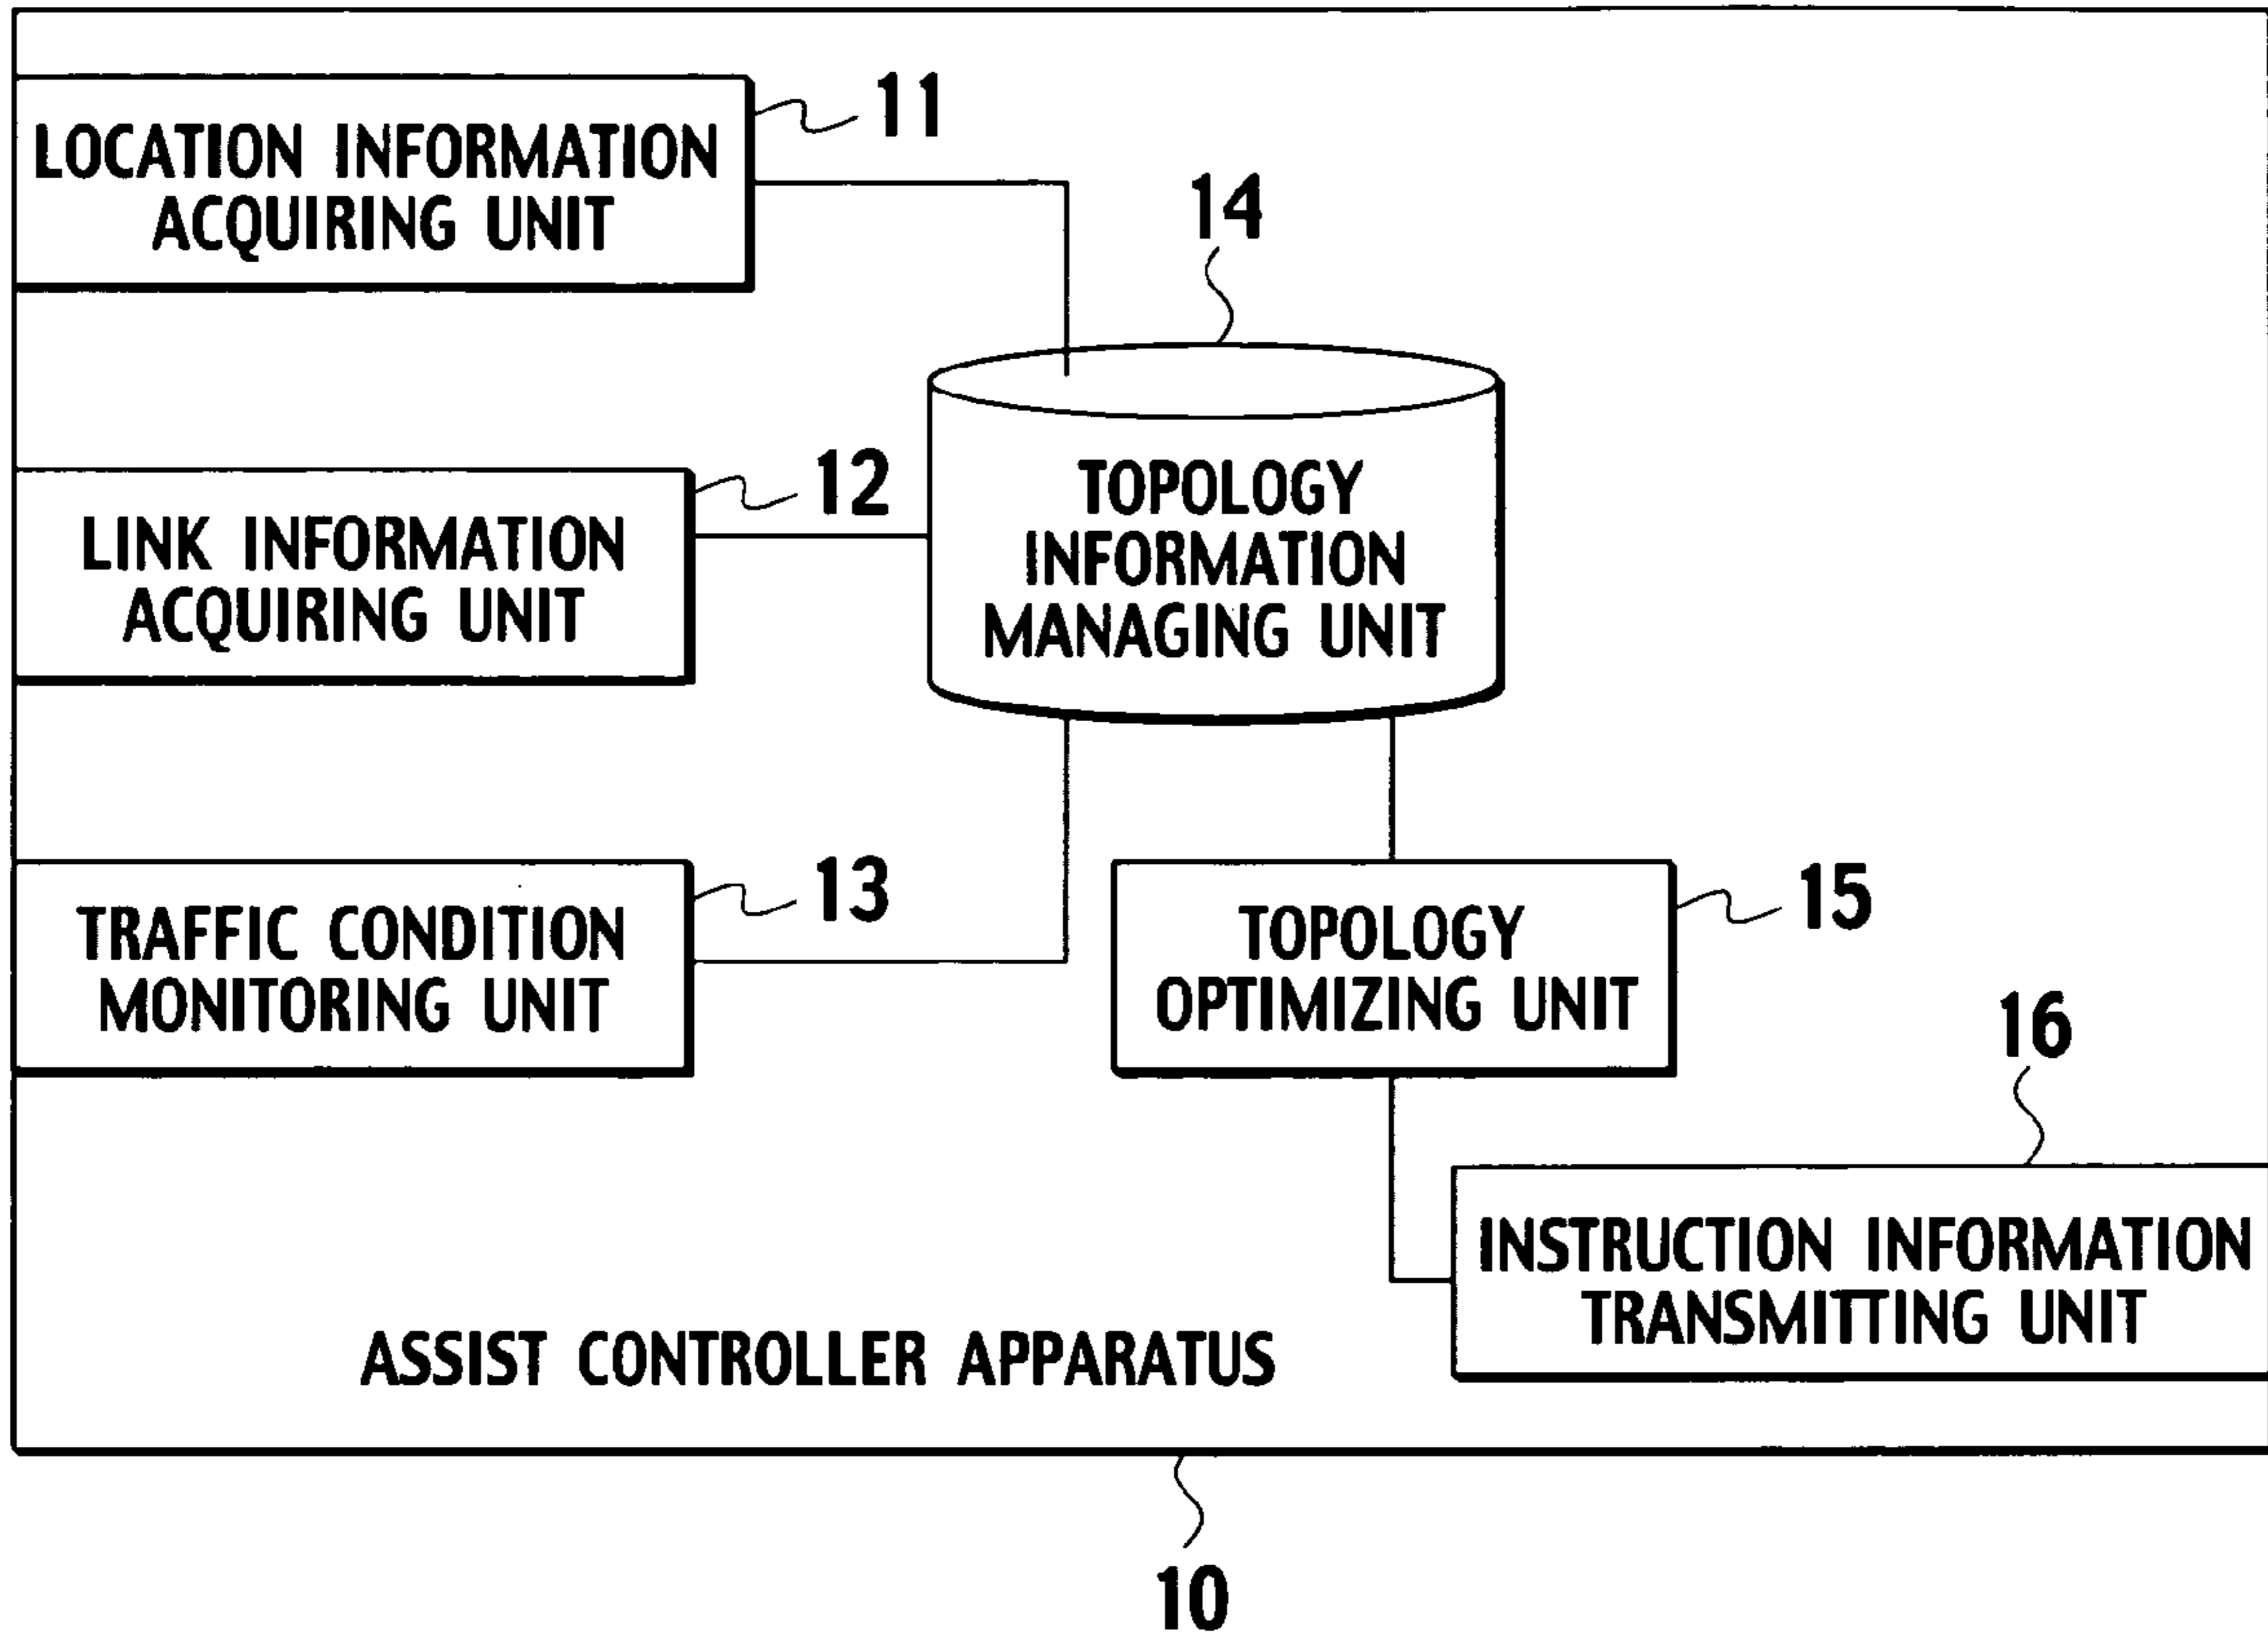 11
LOCATION INFORMATION
ACQUIRING UNIT
14
12
LINK INFORMATION
ACQUIRING UNIT
TOPOLOGY
INFORMATION
MANAGING UNIT
13
TRAFFIC CONDITION
MONITORING UNIT
15
TOPOLOGY
OPTIMIZING UNIT
16
INSTRUCTION INFORMATION
TRANSMITTING UNIT
ASSIST CONTROLLER APPARATUS
10